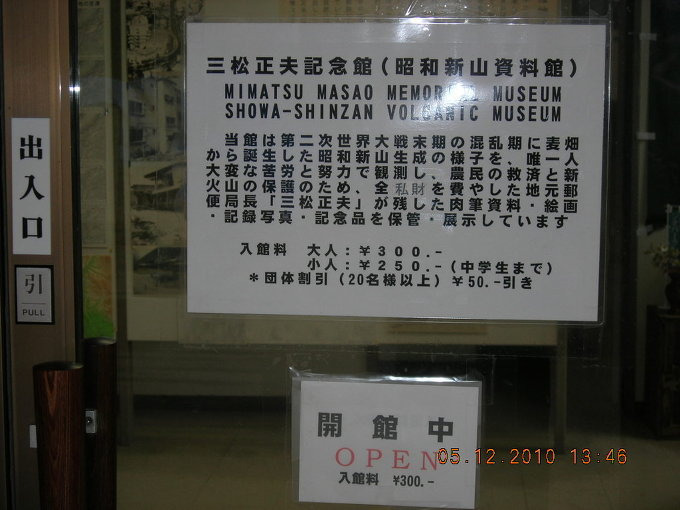 三松正夫記念館(昭和新山資料館)
MIMATSU MASAO MEMORIAL MUSEUM
SHOWA-SHINZAN VOLCANIC MUSEUM
当館は第二次世界大戦末期の混乱期に麦畑
から誕生した昭和新山生成の様子を、唯一人
大変な苦労と努力で観測し、農民の救済と新
火山の保護のため、全私財を費やした地元郵
便局長「三松正夫」が残した肉筆資料・絵画
・記録写真・記念品を保管・展示しています
入館料 大人:¥300.-
小人:¥250.-(中学生まで)
*団体割引(20名様以上)¥50.-引き
出入口
引
PULL
開館中
OPEN
入館料 ¥300.-
05.12.2010 13:46